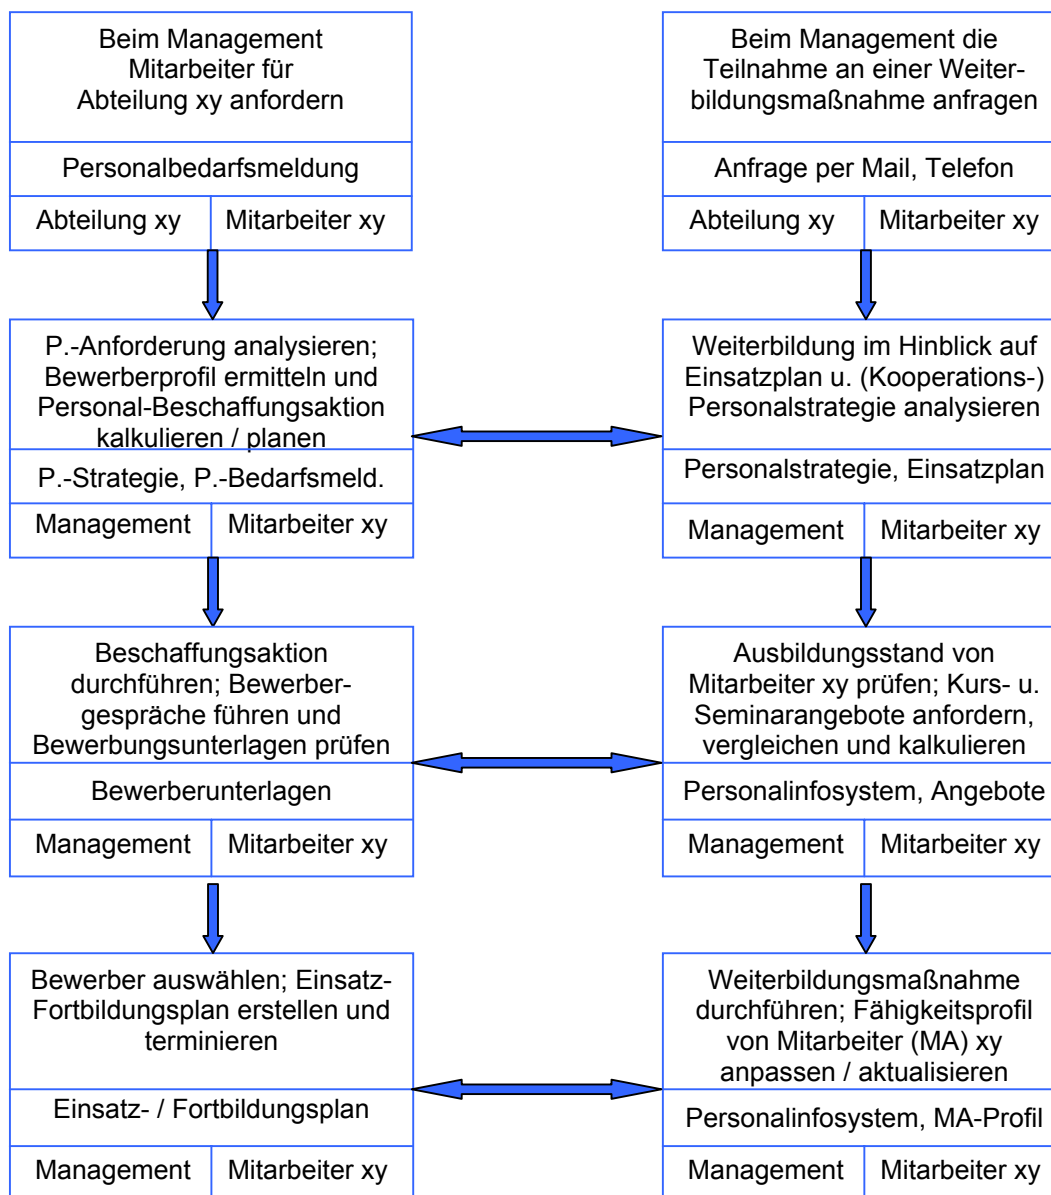 Beim Management
Mitarbeiter für
Abteilung xy anfordern
Personalbedarfsmeldung
Abteilung xy
Mitarbeiter xy
Beim Management die
Teilnahme an einer Weiter-
bildungsmaßnahme anfragen
Anfrage per Mail, Telefon
Abteilung xy
Mitarbeiter xy
P.-Anforderung analysieren;
Bewerberprofil ermitteln und
Personal-Beschaffungsaktion
kalkulieren / planen
P.-Strategie, P.-Bedarfsmeld.
Management
Mitarbeiter xy
Weiterbildung im Hinblick auf
Einsatzplan u. (Kooperations-)
Personalstrategie analysieren
Personalstrategie, Einsatzplan
Management
Mitarbeiter xy
Beschaffungsaktion
durchführen; Bewerber-
gespräche führen und
Bewerbungsunterlagen prüfen
Bewerberunterlagen
Management
Mitarbeiter xy
Ausbildungsstand von
Mitarbeiter xy prüfen; Kurs- u.
Seminarangebote anfordern,
vergleichen und kalkulieren
Personalinfosystem, Angebote
Management
Mitarbeiter xy
Bewerber auswählen; Einsatz-
Fortbildungsplan erstellen und
terminieren
Einsatz- / Fortbildungsplan
Management
Mitarbeiter xy
Weiterbildungsmaßnahme
durchführen; Fähigkeitsprofil
von Mitarbeiter (MA) xy
anpassen / aktualisieren
Personalinfosystem, MA-Profil
Management
Mitarbeiter xy